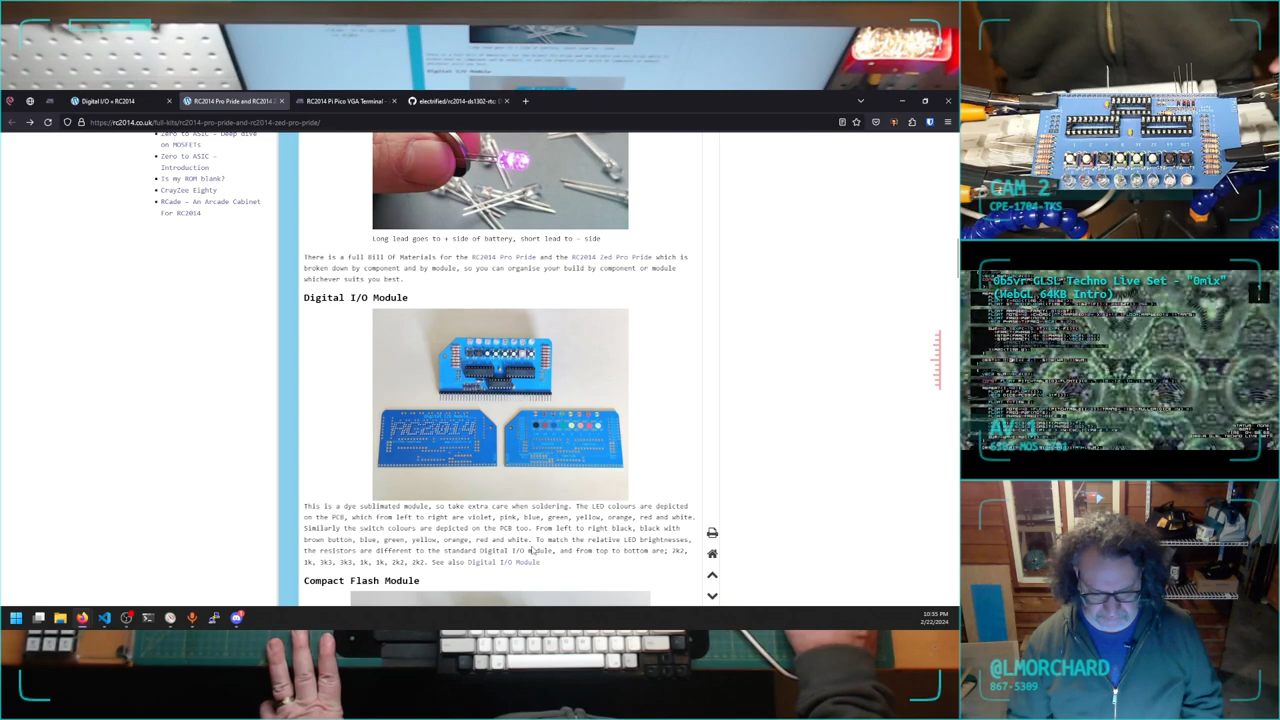 Digital I/O « RC2014
RC2014 Pro Pride and RC2014 Z
RC2014 Pi Pico VGA Terminal -
electrified/rc2014-ds1302-rtc: D
https://rc2014.co.uk/full-kits/rc2014-pro-pride-and-rc2014-zed-pro-pride/
Zero to ASIC – Deep dive
on MOSFETs
Zero to ASIC –
Introduction
Is my ROM blank?
CrayZee Eighty
RCade – An Arcade Cabinet
For RC2014
Long lead goes to + side of battery, short lead to – side
There is a full Bill Of Materials for the RC2014 Pro Pride and the RC2014 Zed Pro Pride which is
broken down by component and by module, so you can organise your build by component or module
whichever suits you best.
Digital I/O Module
RC2014
This is a dye sublimated module, so take extra care when soldering. The LED colours are depicted
on the PCB, which from left to right are violet, pink, blue, green, yellow, orange, red and white.
Similarly the switch colours are depicted on the PCB too. From left to right black, black with
brown button, blue, green, yellow, orange, red and white. To match the relative LED brightnesses,
the resistors are different to the standard Digital I/O module, and from top to bottom are; 2k2,
1k, 3k3, 3k3, 1k, 1k, 2k2, 2k2. See also Digital I/O Module
Compact Flash Module
10:35 PM
2/22/2024
CAM 2
CPE-1704-TKS
0b5vr GLSL Techno Live Set - "0mix"
(WebGL 64KB Intro)
AV 1
@LMORCHARD
867-5309